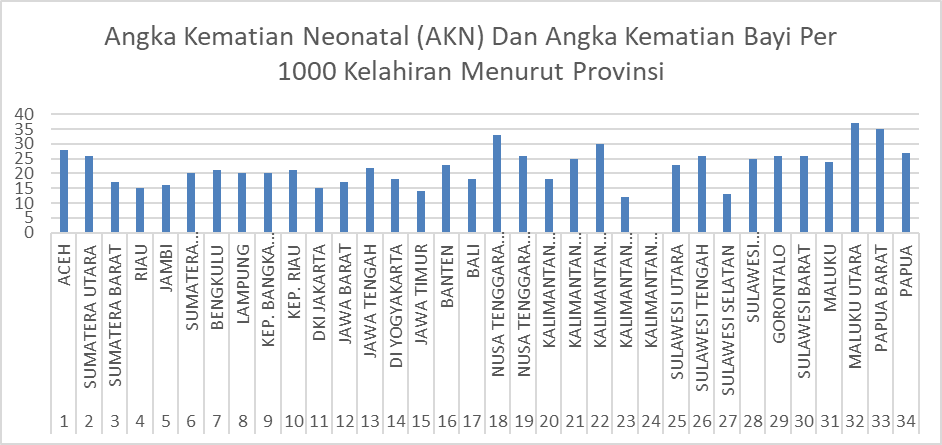 Angka Kematian Neonatal (AKN) Dan Angka Kematian Bayi Per
1000 Kelahiran Menurut Provinsi
40
35
30
25
20
15
10
5
0
ACEH
SUMATERA UTARA
SUMATERA BARAT
RIAU
JAMBI
SUMATERA...
BENGKULU
LAMPUNG
KEP. BANGKA...
KEP. RIAU
DKI JAKARTA
JAWA BARAT
JAWA TENGAH
DI YOGYAKARTA
JAWA TIMUR
BANTEN
BALI
NUSA TENGGARA...
NUSA TENGGARA...
KALIMANTAN...
KALIMANTAN...
KALIMANTAN...
KALIMANTAN...
KALIMANTAN...
SULAWESI UTARA
SULAWESI TENGAH
SULAWESI SELATAN
SULAWESI...
GORONTALO
SULAWESI BARAT
MALUKU
MALUKU UTARA
PAPUA BARAT
PAPUA
1 2 3 4 5 6 7 8 9 10 11 12 13 14 15 16 17 18 19 20 21 22 23 24 25 26 27 28 29 30 31 32 33 34